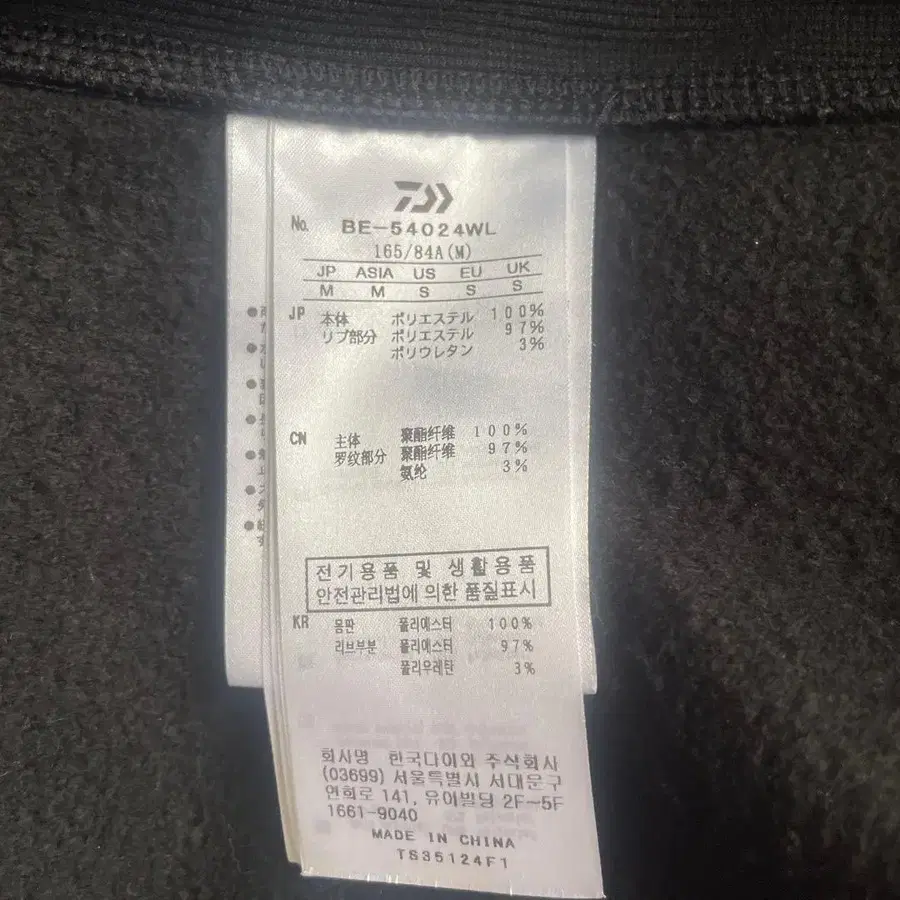 No. BE-54024WL
165/84A(M)
JP ASIA US EU UK
M M S S S
JP 本体 ポリエステル 100%
リブ部分 ポリエステル 97%
ポリウレタン 3%
CN 主体 聚酯纤维 100%
罗纹部分 聚酯纤维 97%
氨纶 3%
전기용품 및 생활용품
안전관리법에 의한 품질표시
KR 몸판 폴리에스터 100%
리브부분 폴리에스터 97%
폴리우레탄 3%
회사명 한국다이와 주식회사
(03699) 서울특별시 서대문구
연희로 141, 유이빌딩 2F-5F
1661-9040
MADE IN CHINA
TS35124F1